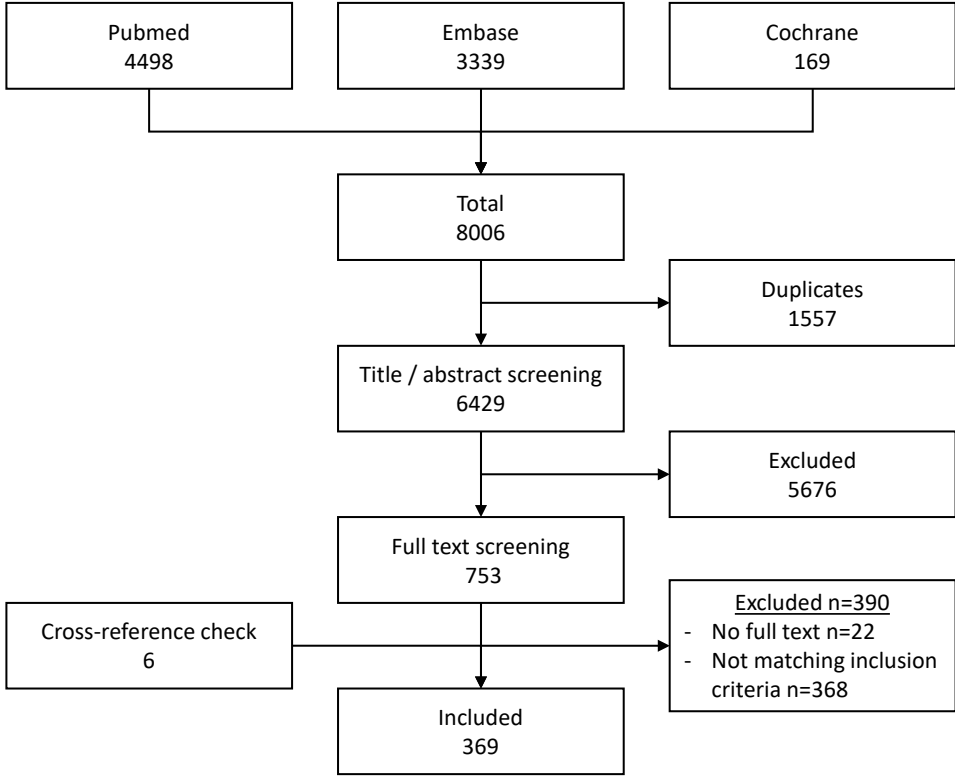 Pubmed
4498
Embase
3339
Cochrane
169
Total
8006
Duplicates
1557
Title / abstract screening
6429
Excluded
5676
Full text screening
753
Cross-reference check
6
Excluded n=390
- No full text n=22
- Not matching inclusion
criteria n=368
Included
369